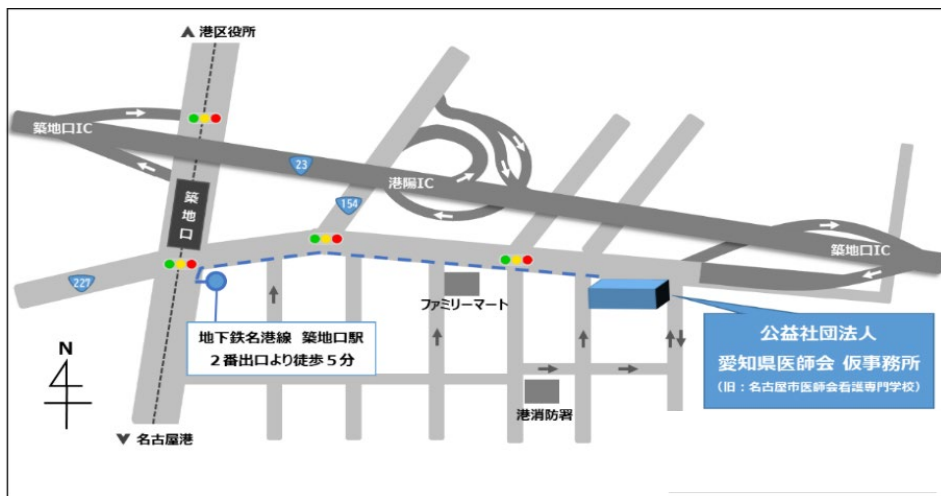 ▲ 港区役所
築地口IC
23
港陽IC
154
築地口
築地口IC
227
ファミリーマート
地下鉄名港線 築地口駅
2番出口より徒歩5分
公益社団法人
愛知県医師会 仮事務所
(旧:名古屋市医師会看護専門学校)
N
港消防署
▼ 名古屋港